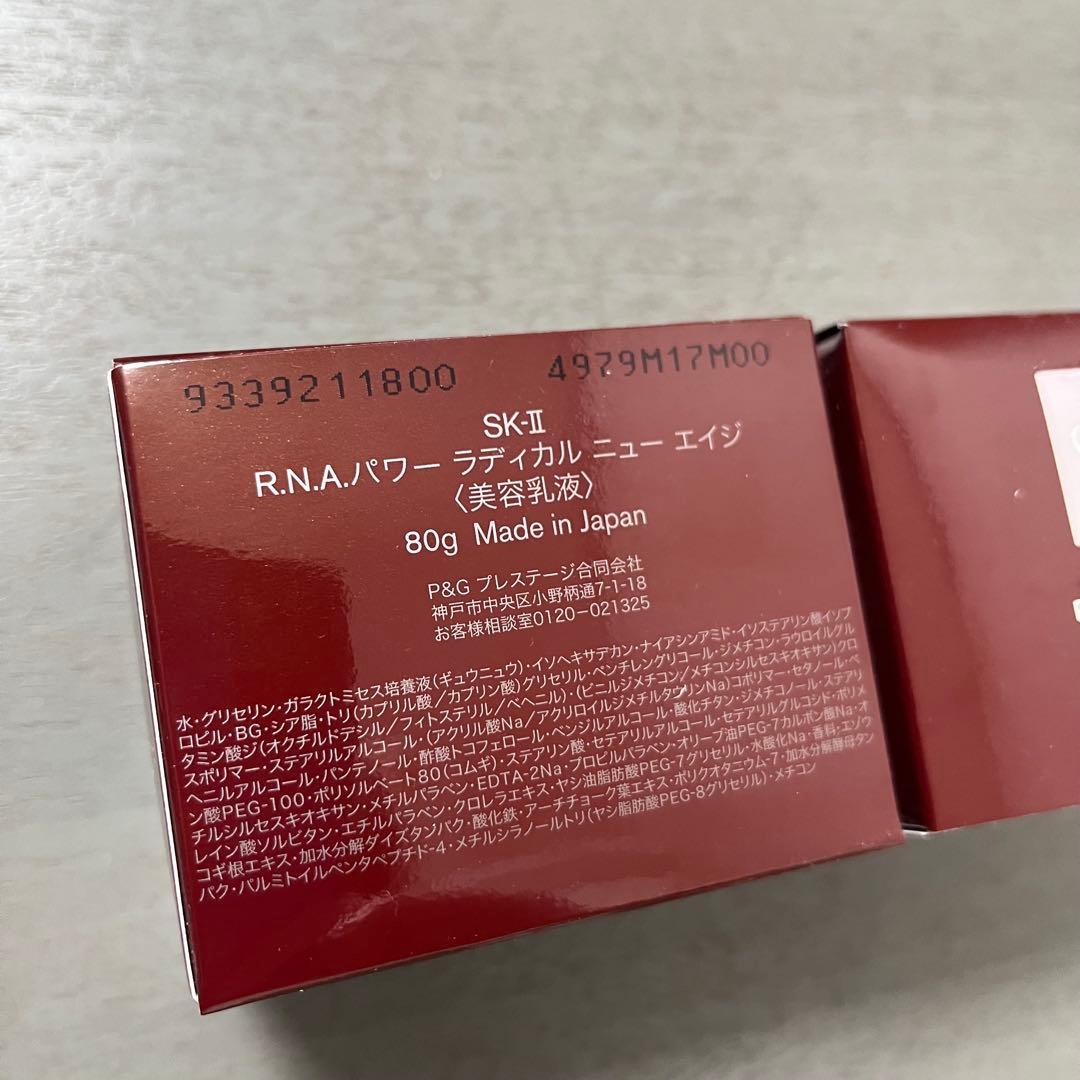 9339211800 4979M17M00
SK-II
R.N.A.パワー ラディカル ニュー エイジ
〈美容乳液〉
80g Made in Japan
P&G プレステージ合同会社
神戸市中央区小野柄通7-1-18
お客様相談室0120-021325
水・グリセリン・ガラクトミセス培養液(ギュウニュウ)・イソヘキサデカン・ナイアシンアミド・イソステアリン酸イソプ
ロピル・BG・シア脂・トリ(カプリル酸/カプリン酸)グリセリル・ペンチレングリコール・ジメチコン・ラウロイルグル
タミン酸ジ(オクチルドデシル/フィトステリル/ベヘニル)・(ビニルジメチコン/メチコンシルセスキオキサン)クロ
スポリマー・ステアリルアルコール・(アクリル酸Na/アクリロイルジメチルタウリンNa)コポリマー・セタノール・ベ
ヘニルアルコール・パンテノール・酢酸トコフェロール・ベンジルアルコール・酸化チタン・ジメチコノール・ステアリ
ン酸PEG-100・ポリソルベート80(コムギ)・ステアリン酸・セテアリルアルコール・セテアリルグルコシド・ポリメ
チルシルセスキオキサン・メチルパラベン・EDTA-2Na・プロピルパラベン・オリーブ油PEG-7カルボン酸Na・オ
レイン酸ソルビタン・エチルパラベン・クロレラエキス・ヤシ油脂肪酸PEG-7グリセリル・水酸化Na・香料・エゾウ
コギ根エキス・加水分解ダイズタンパク・酸化鉄・アーチチョーク葉エキス・ポリクオタニウム-7・加水分解酵母タン
パク・パルミトイルペンタペプチド-4・メチルシラノールトリ(ヤシ脂肪酸PEG-8グリセリル)・メチコン